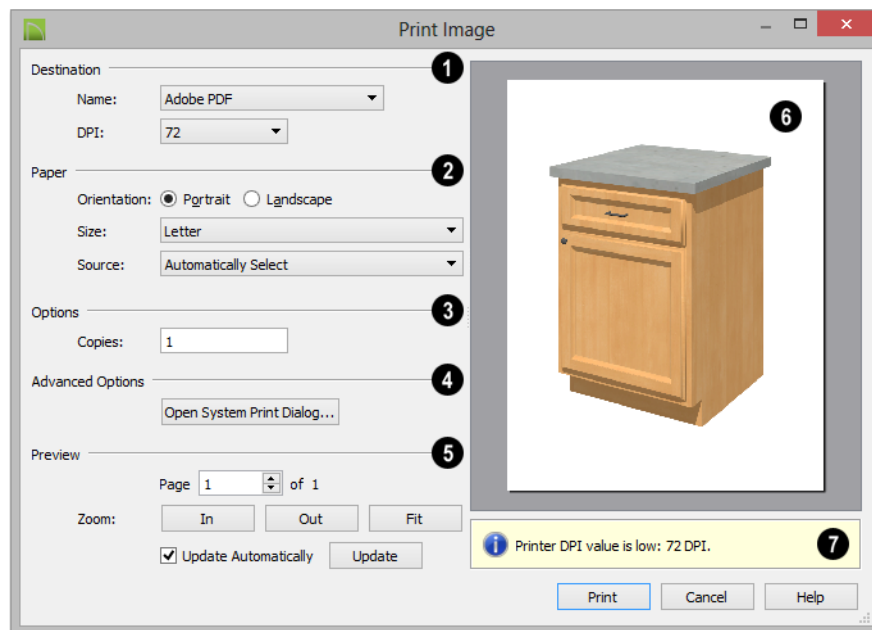 Print Image
Destination 1
Name: Adobe PDF
DPI: 72
Paper 2
Orientation: Portrait Landscape
Size: Letter
Source: Automatically Select
Options 3
Copies: 1
Advanced Options 4
Open System Print Dialog...
Preview 5
Page 1 of 1
Zoom: In Out Fit
Update Automatically Update
6
Printer DPI value is low: 72 DPI. 7
Print Cancel Help